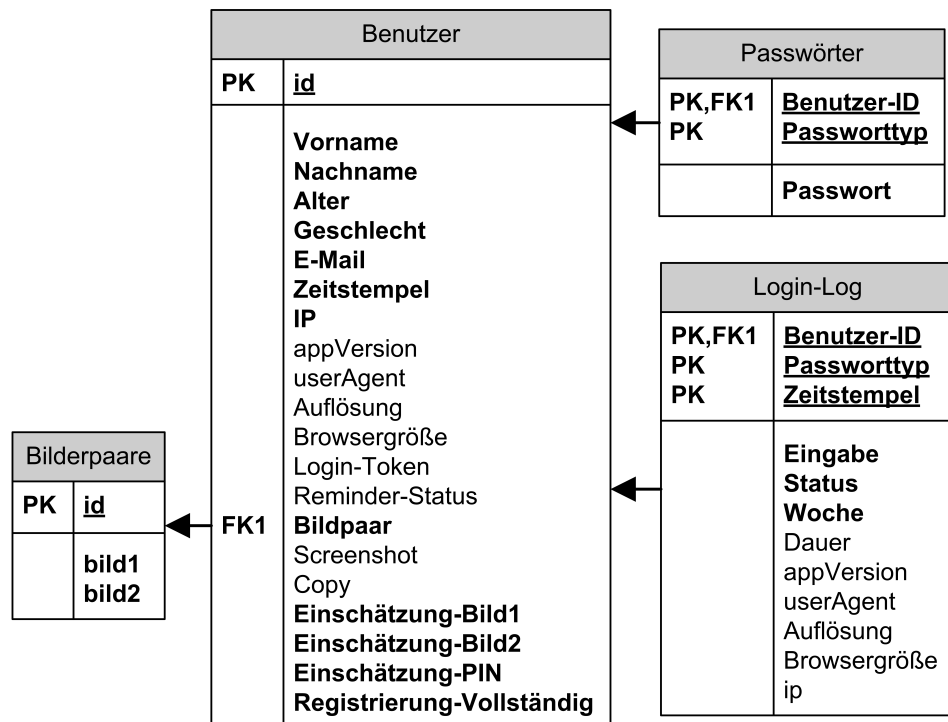 Benutzer
PK id
Vorname
Nachname
Alter
Geschlecht
E-Mail
Zeitstempel
IP
appVersion
userAgent
Auflösung
Browsergröße
Login-Token
Reminder-Status
FK1 Bildpaar
Screenshot
Copy
Einschätzung-Bild1
Einschätzung-Bild2
Einschätzung-PIN
Registrierung-Vollständig
Passwörter
PK,FK1 Benutzer-ID
PK Passworttyp
Passwort
Login-Log
PK,FK1 Benutzer-ID
PK Passworttyp
PK Zeitstempel
Eingabe
Status
Woche
Dauer
appVersion
userAgent
Auflösung
Browsergröße
ip
Bilderpaare
PK id
bild1
bild2